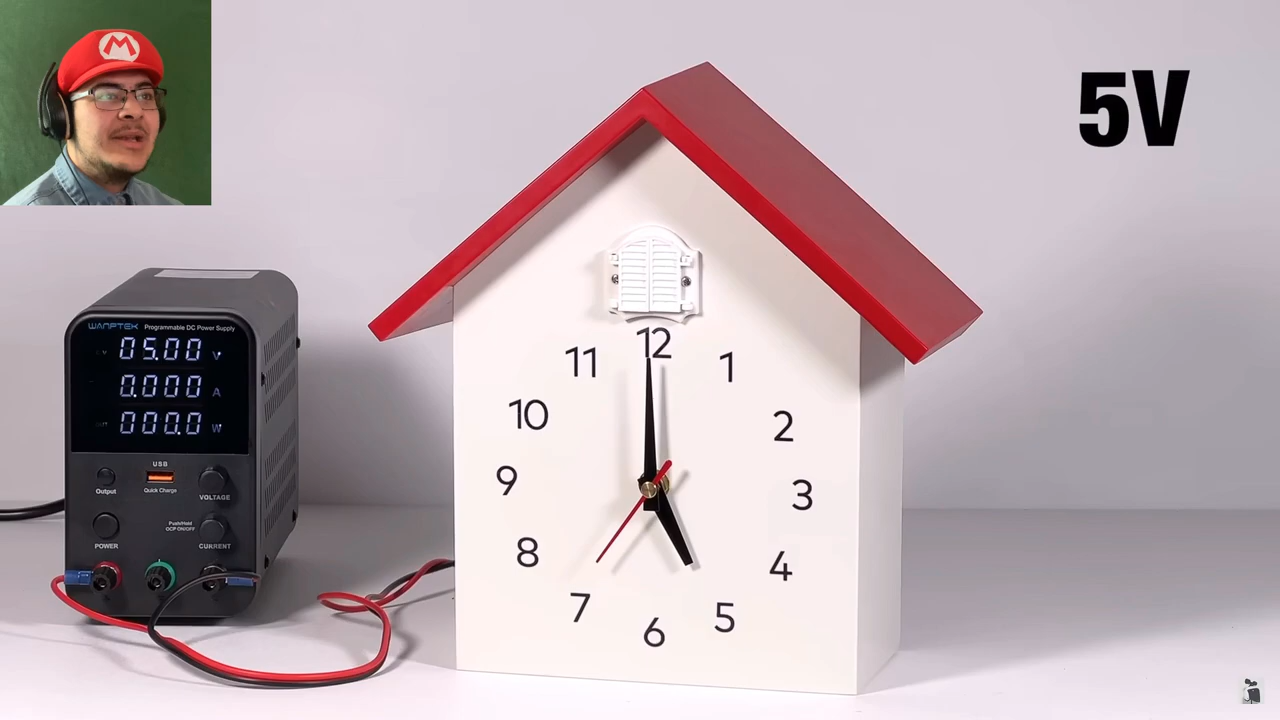 M
5V
WANPTEK Programmable DC Power Supply
05.00 V
0.000 A
000.0 W
USB
Output
Quick Charge
VOLTAGE
Push/Hold
OCP ON/OFF
POWER
CURRENT
12
11
1
10
2
9
3
8
4
7
5
6